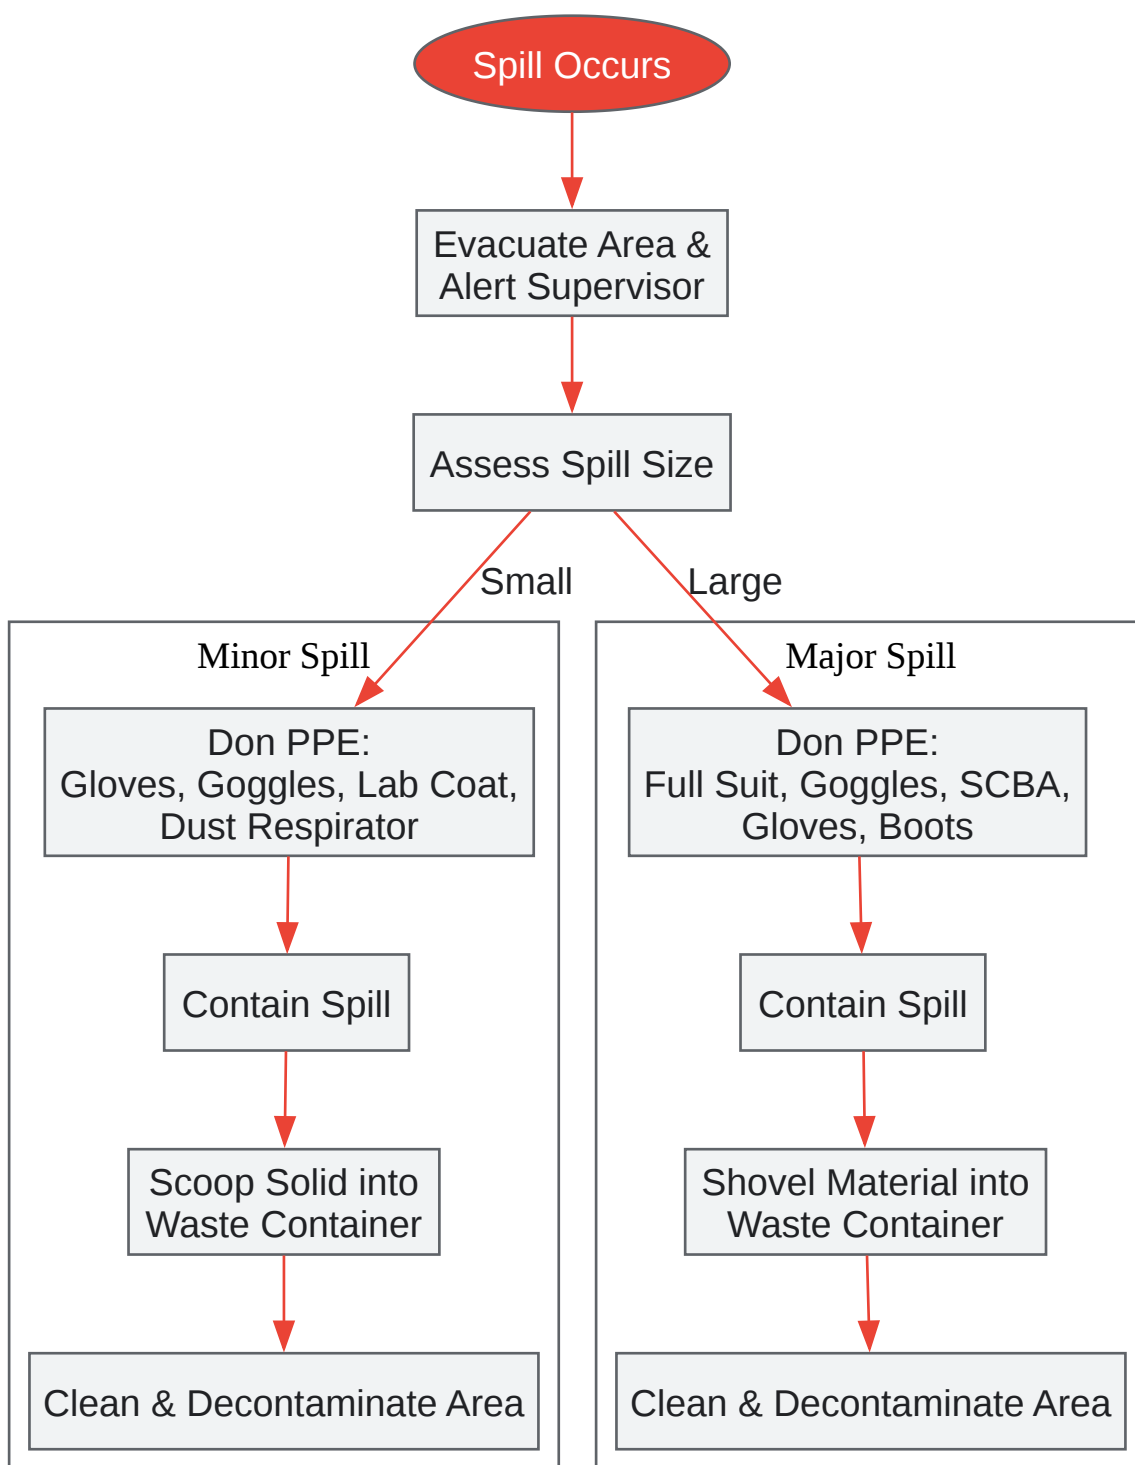 Spill Occurs
Evacuate Area &
Alert Supervisor
Assess Spill Size
Small
Large
Minor Spill
Don PPE:
Gloves, Goggles, Lab Coat,
Dust Respirator
Contain Spill
Scoop Solid into
Waste Container
Clean & Decontaminate Area
Major Spill
Don PPE:
Full Suit, Goggles, SCBA,
Gloves, Boots
Contain Spill
Shovel Material into
Waste Container
Clean & Decontaminate Area